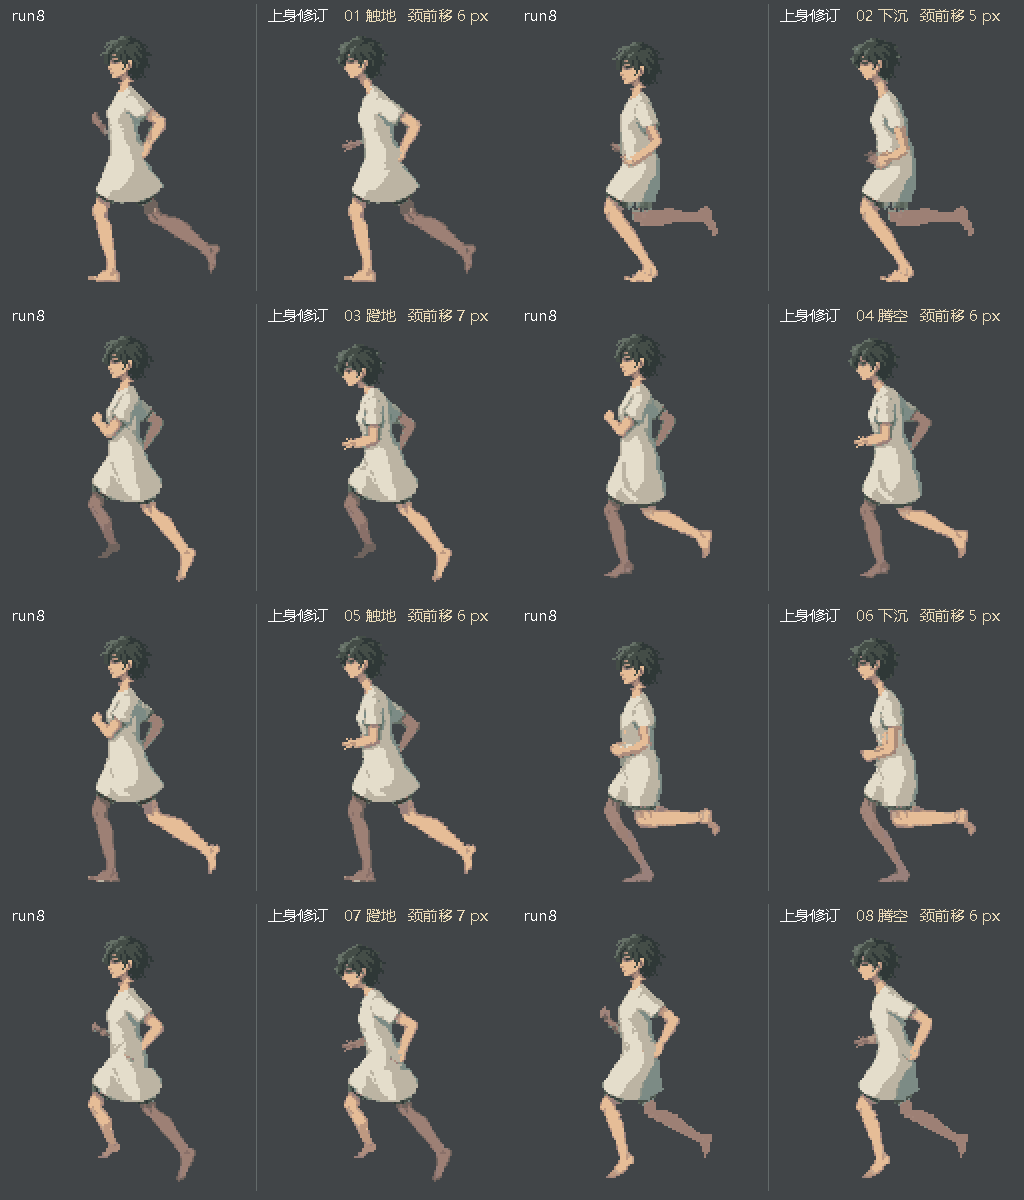 run8
上身修订 01 触地 颈前移 6 px
run8
上身修订 02 下沉 颈前移 5 px
run8
上身修订 03 蹬地 颈前移 7 px
run8
上身修订 04 腾空 颈前移 6 px
run8
上身修订 05 触地 颈前移 6 px
run8
上身修订 06 下沉 颈前移 5 px
run8
上身修订 07 蹬地 颈前移 7 px
run8
上身修订 08 腾空 颈前移 6 px